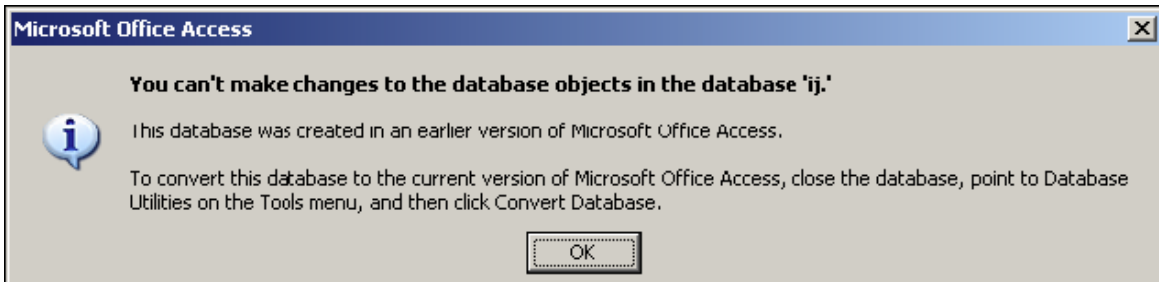 Microsoft Office Access
You can't make changes to the database objects in the database 'ij.'
This database was created in an earlier version of Microsoft Office Access.
To convert this database to the current version of Microsoft Office Access, close the database, point to Database
Utilities on the Tools menu, and then click Convert Database.
OK